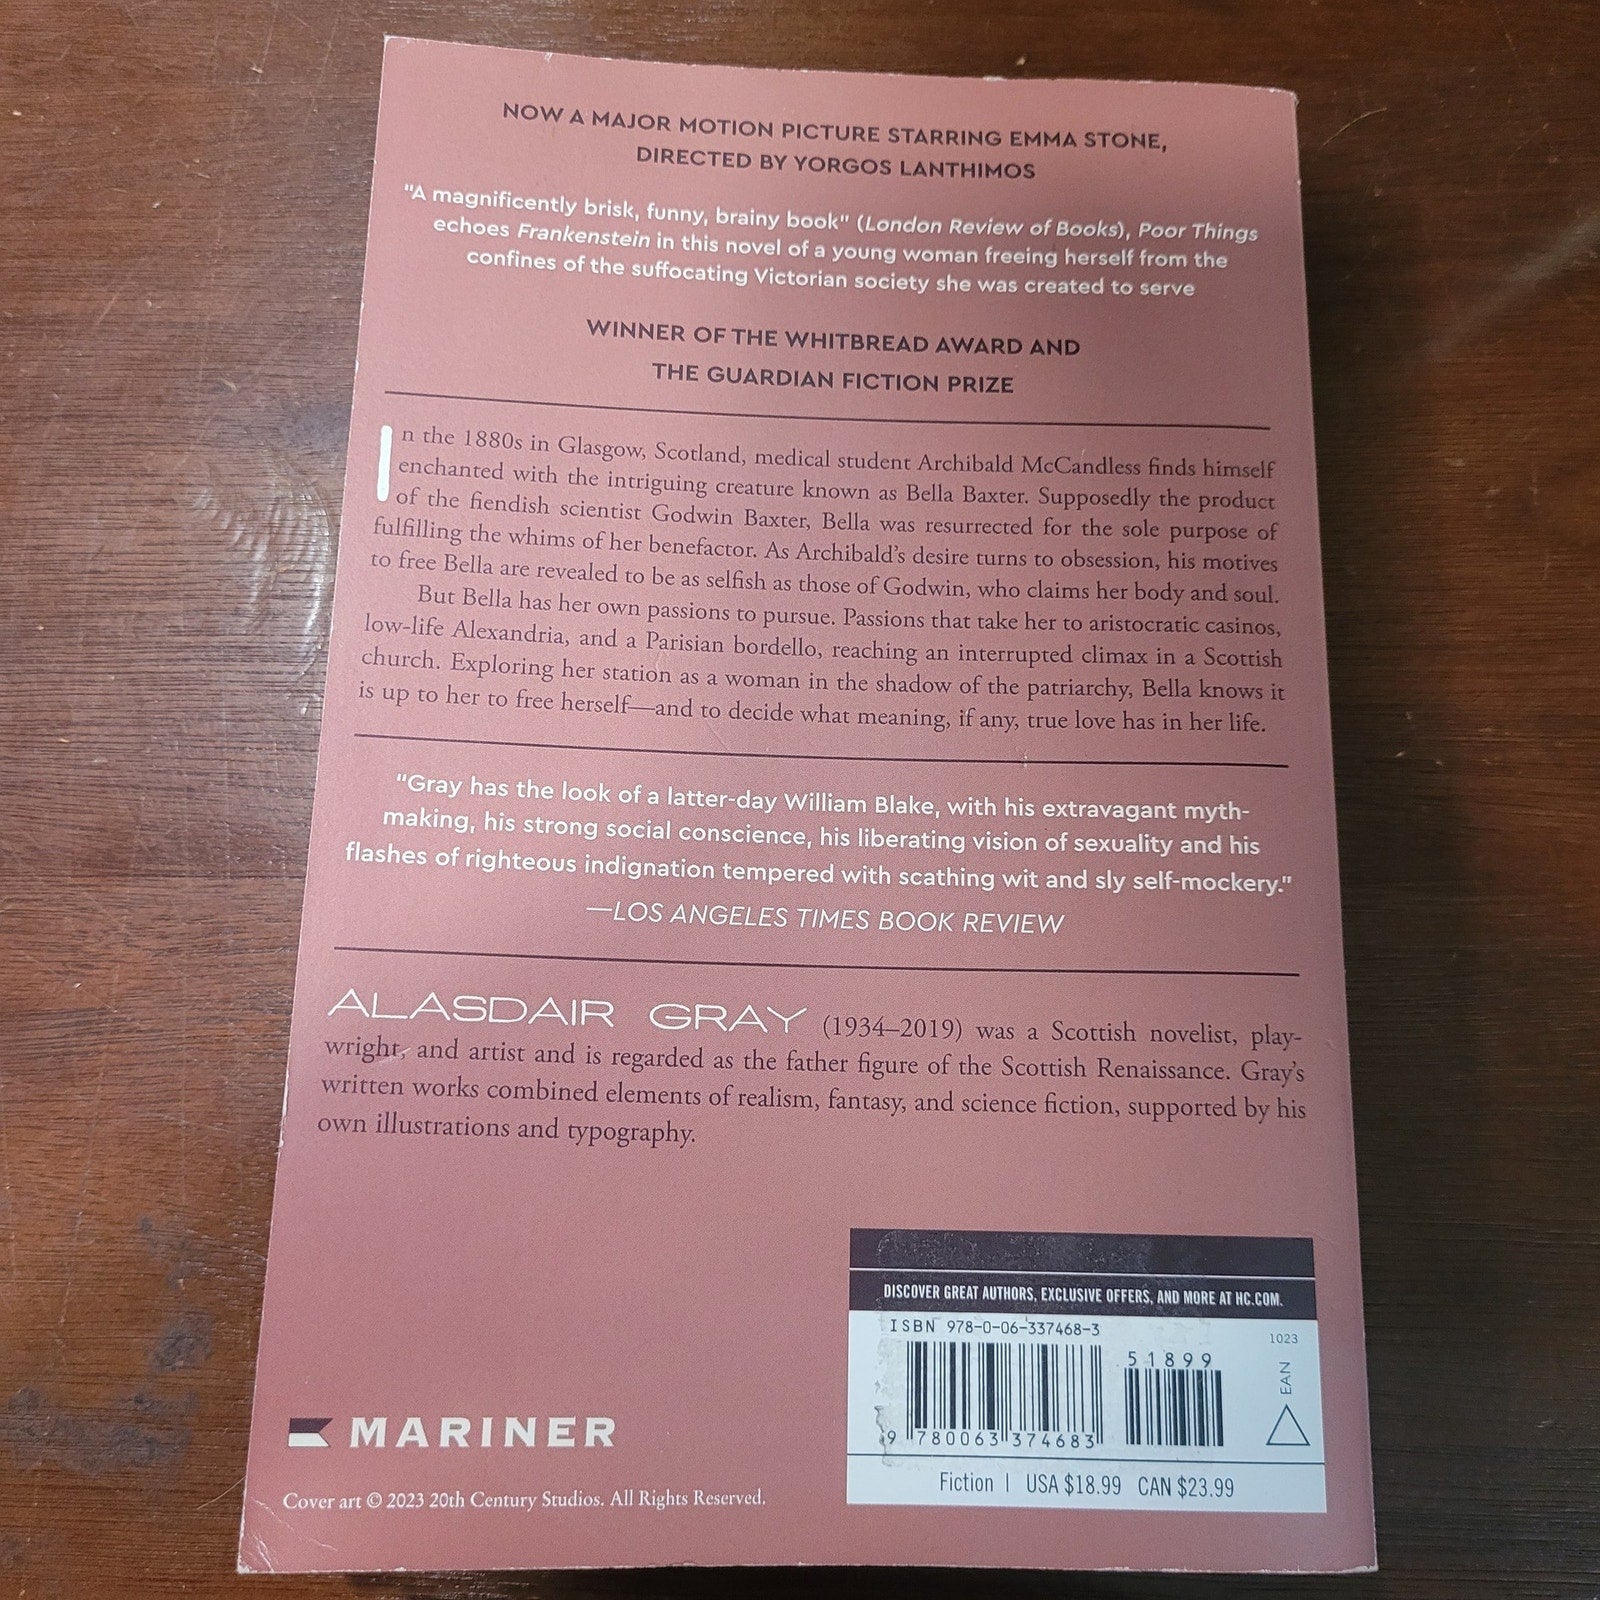 NOW A MAJOR MOTION PICTURE STARRING EMMA STONE,
DIRECTED BY YORGOS LANTHIMOS
"A magnificently brisk, funny, brainy book" (London Review of Books), Poor Things
echoes Frankenstein in this novel of a young woman freeing herself from the
confines of the suffocating Victorian society she was created to serve
WINNER OF THE WHITBREAD AWARD AND
THE GUARDIAN FICTION PRIZE
In the 1880s in Glasgow, Scotland, medical student Archibald McCandless finds himself
enchanted with the intriguing creature known as Bella Baxter. Supposedly the product
of the fiendish scientist Godwin Baxter, Bella was resurrected for the sole purpose of
fulfilling the whims of her benefactor. As Archibald's desire turns to obsession, his motives
to free Bella are revealed to be as selfish as those of Godwin, who claims her body and soul.
But Bella has her own passions to pursue. Passions that take her to aristocratic casinos,
low-life Alexandria, and a Parisian bordello, reaching an interrupted climax in a Scottish
church. Exploring her station as a woman in the shadow of the patriarchy, Bella knows it
is up to her to free herself—and to decide what meaning, if any, true love has in her life.
"Gray has the look of a latter-day William Blake, with his extravagant myth-
making, his strong social conscience, his liberating vision of sexuality and his
flashes of righteous indignation tempered with scathing wit and sly self-mockery."
—LOS ANGELES TIMES BOOK REVIEW
ALASDAIR GRAY (1934–2019) was a Scottish novelist, play-
wright, and artist and is regarded as the father figure of the Scottish Renaissance. Gray's
written works combined elements of realism, fantasy, and science fiction, supported by his
own illustrations and typography.
DISCOVER GREAT AUTHORS, EXCLUSIVE OFFERS, AND MORE AT HC.COM.
ISBN 978-0-06-337468-3
1023
51899
EAN
9 780063 374683
Fiction | USA $18.99 CAN $23.99
MARINER
Cover art © 2023 20th Century Studios. All Rights Reserved.